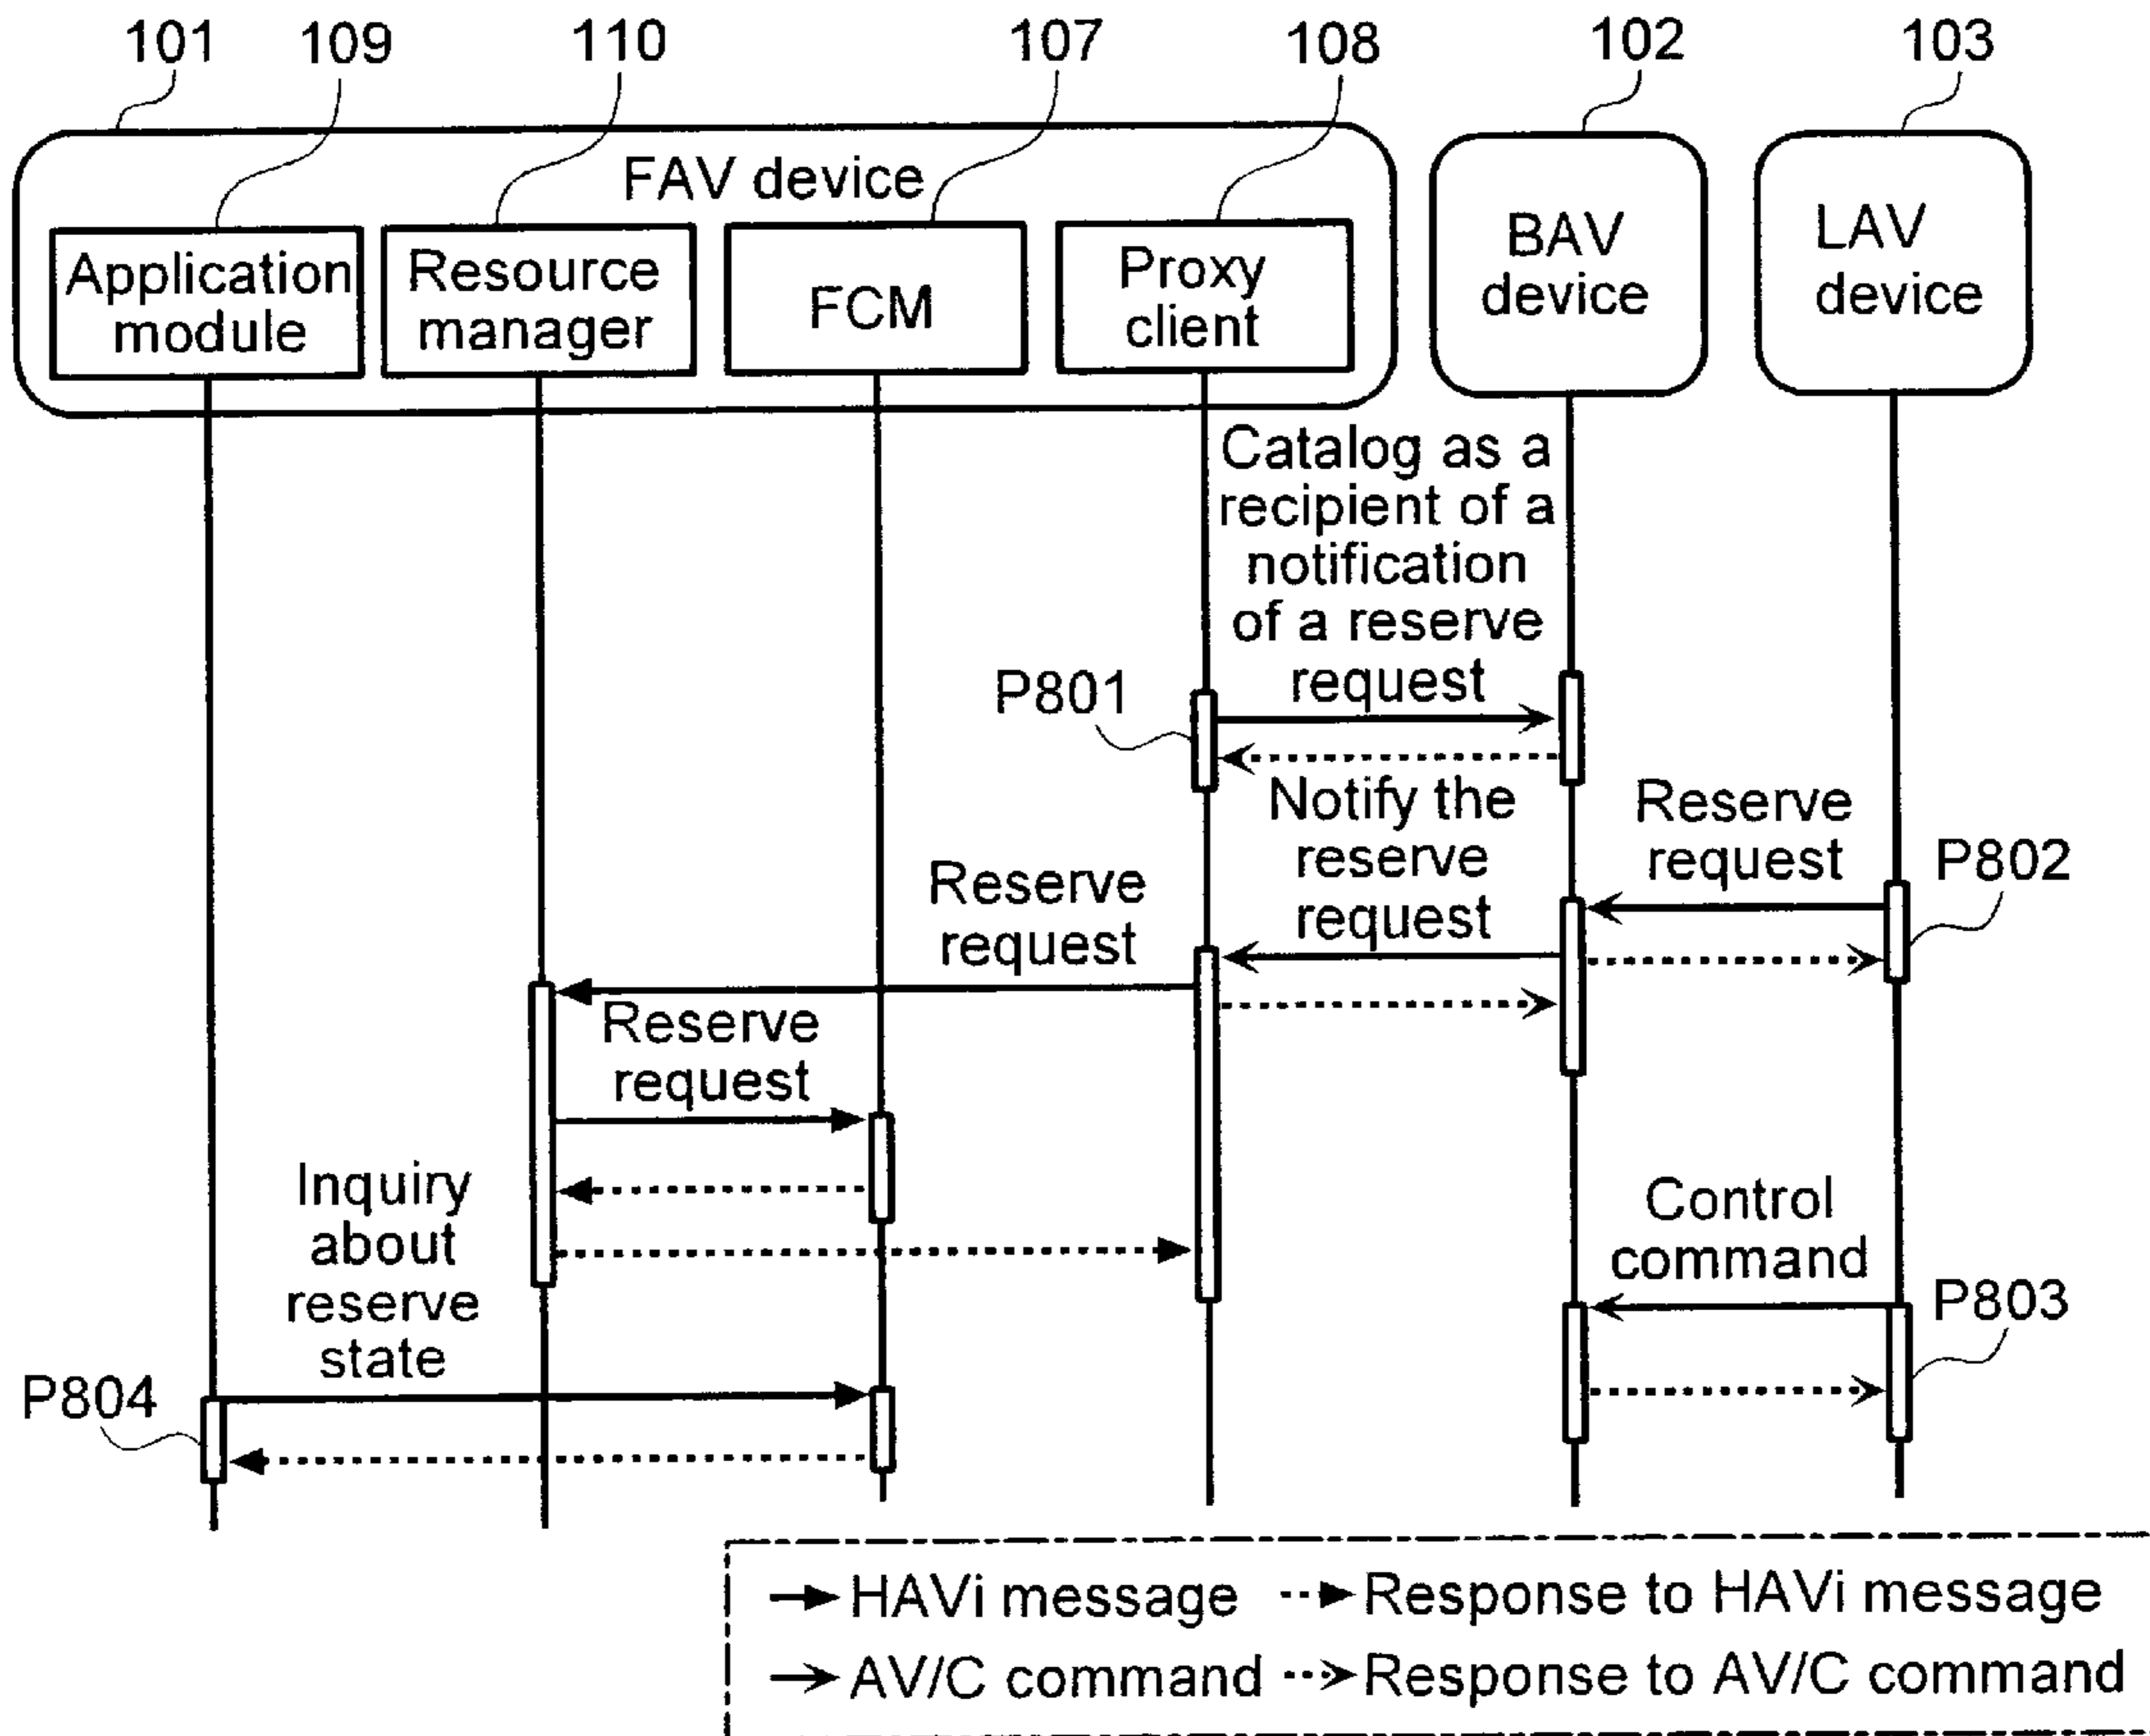 101
109
110
107
108
102
103
FAV device
Application
module
Resource
manager
FCM
Proxy
client
BAV
device
LAV
device
Catalog as a
recipient of a
notification
of a reserve
request
P801
Notify the
reserve
request
Reserve
request
P802
Reserve
request
Reserve
request
Inquiry
about
reserve
state
Control
command
P803
P804
HAVi message
Response to HAVi message
AV/C command
Response to AV/C command